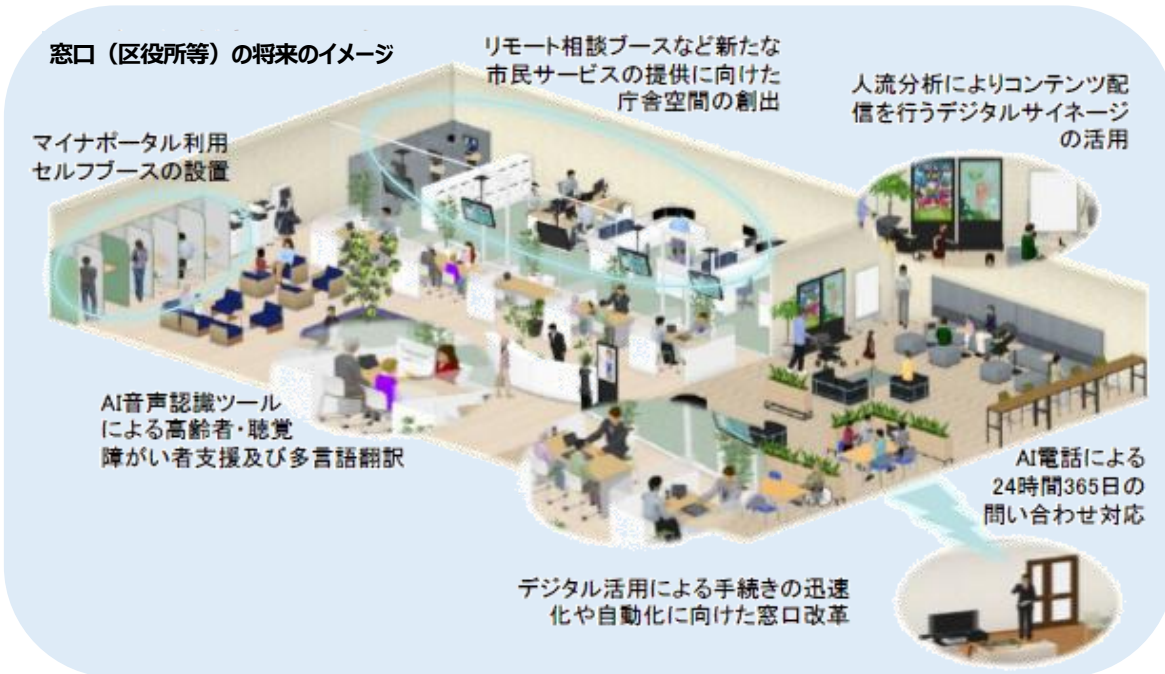 窓口（区役所等）の将来のイメージ
リモート相談ブースなど新たな
市民サービスの提供に向けた
庁舎空間の創出
人流分析によりコンテンツ配
信を行うデジタルサイネージ
の活用
マイナポータル利用
セルフブースの設置
AI音声認識ツール
による高齢者・聴覚
障がい者支援及び多言語翻訳
AI電話による
24時間365日の
問い合わせ対応
デジタル活用による手続きの迅速
化や自動化に向けた窓口改革